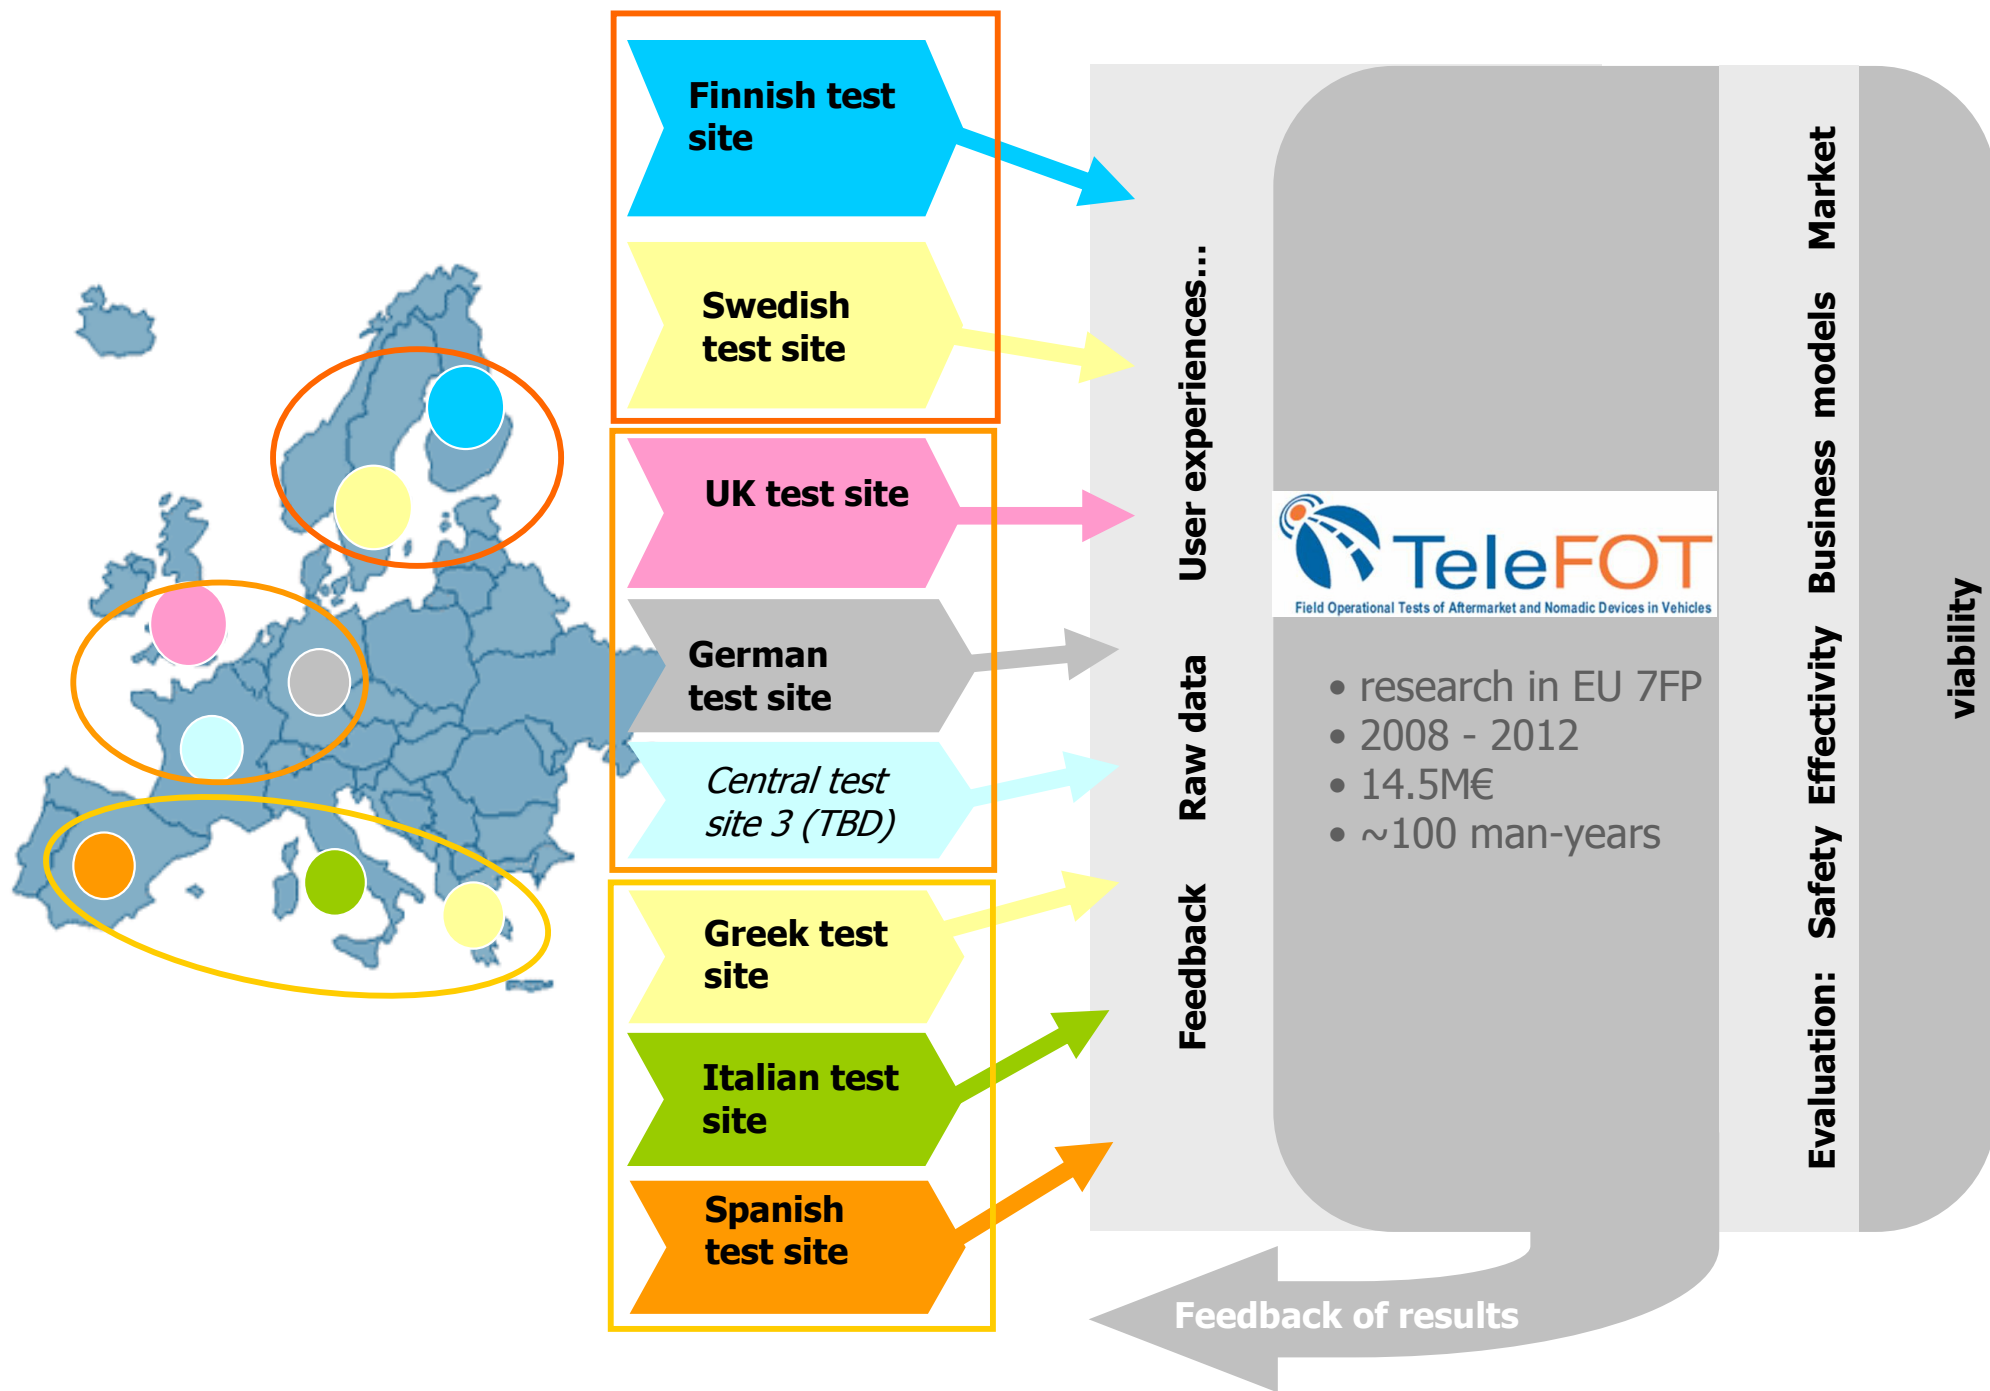 Finnish test
site
Swedish
test site
UK test site
German
test site
Central test
site 3 (TBD)
Greek test
site
Italian test
site
Spanish
test site
Feedback Raw data User experiences...
TeleFOT
Field Operational Tests of Aftermarket and Nomadic Devices in Vehicles
• research in EU 7FP
• 2008 - 2012
• 14.5M€
• ~100 man-years
Evaluation: Safety Effectivity Business models Market
viability
Feedback of results